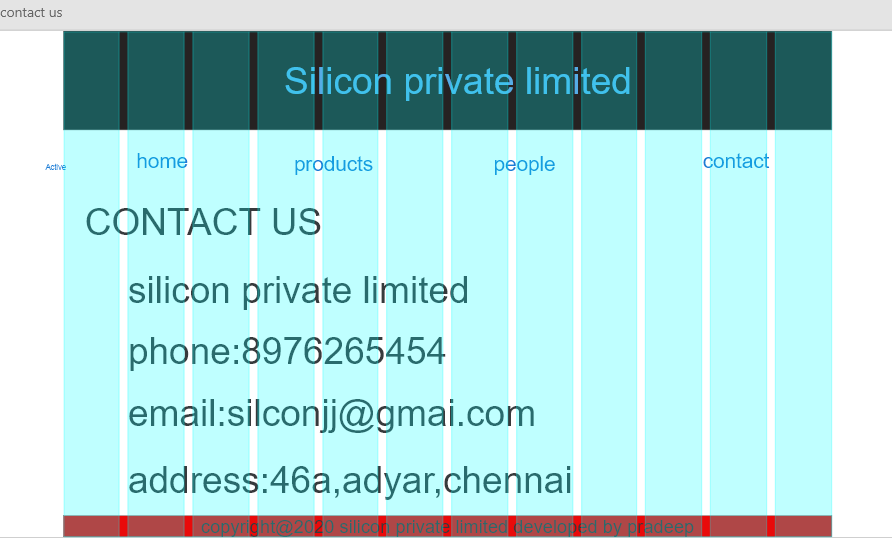 contact us
Silicon private limited
Active home products people contact
CONTACT US
silicon private limited
phone:8976265454
email:silconjj@gmai.com
address:46a,adyar,chennai
copyright@2020 silicon private limited developed by pradeep